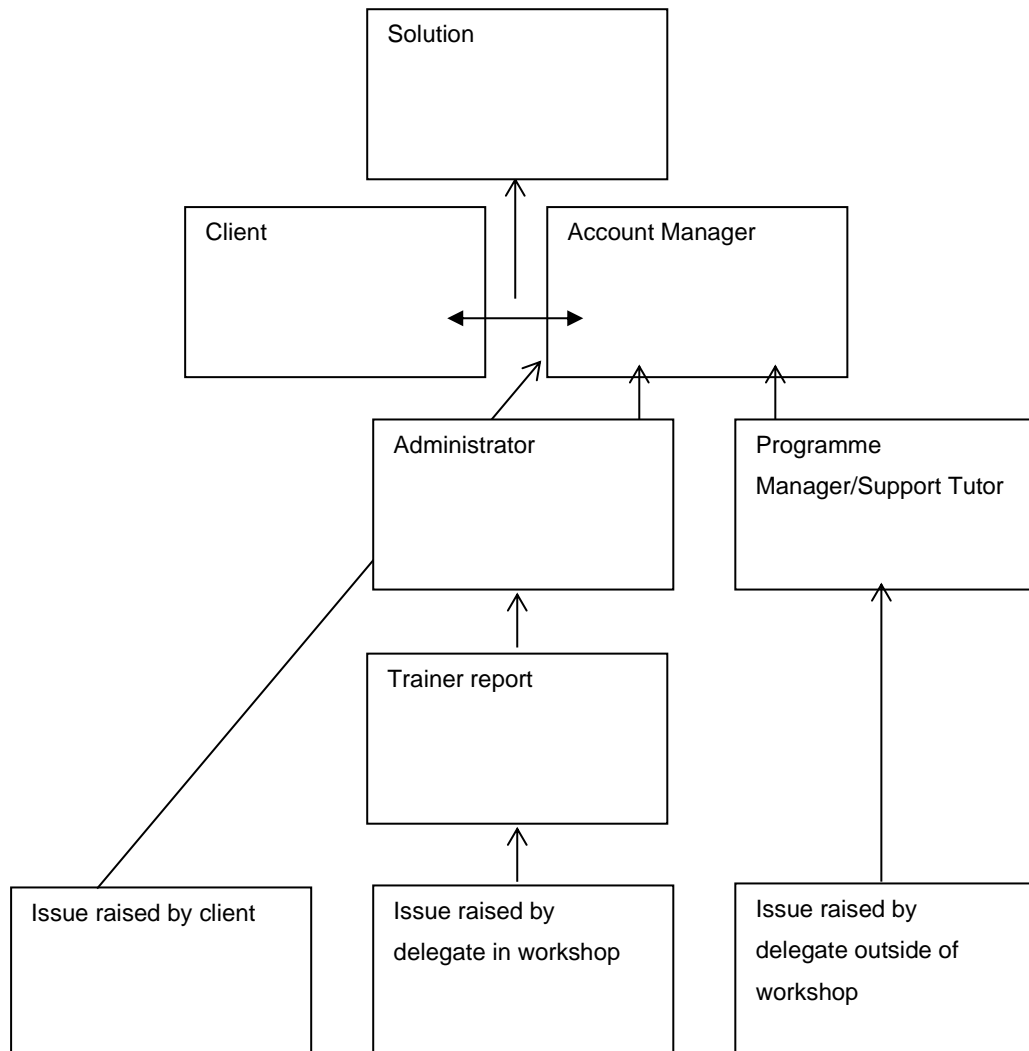 Solution
Client
Account Manager
Administrator
Programme
Manager/Support Tutor
Trainer report
Issue raised by client
Issue raised by
delegate in workshop
Issue raised by
delegate outside of
workshop